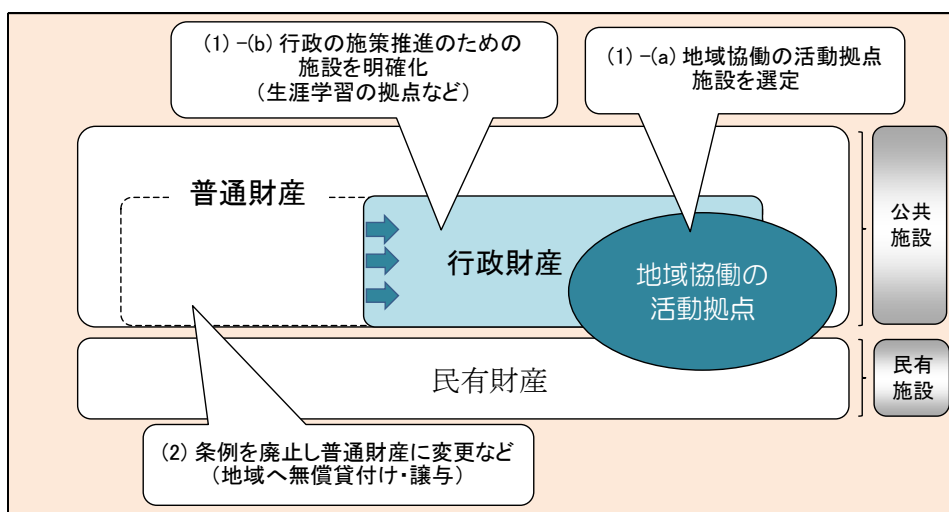 (1) -(b) 行政の施策推進のための
施設を明確化
(生涯学習の拠点など)
(1) -(a) 地域協働の活動拠点
施設を選定
普通財産
行政財産
地域協働の
活動拠点
公共
施設
民有財産
民有
施設
(2) 条例を廃止し普通財産に変更など
(地域へ無償貸付け・譲与)